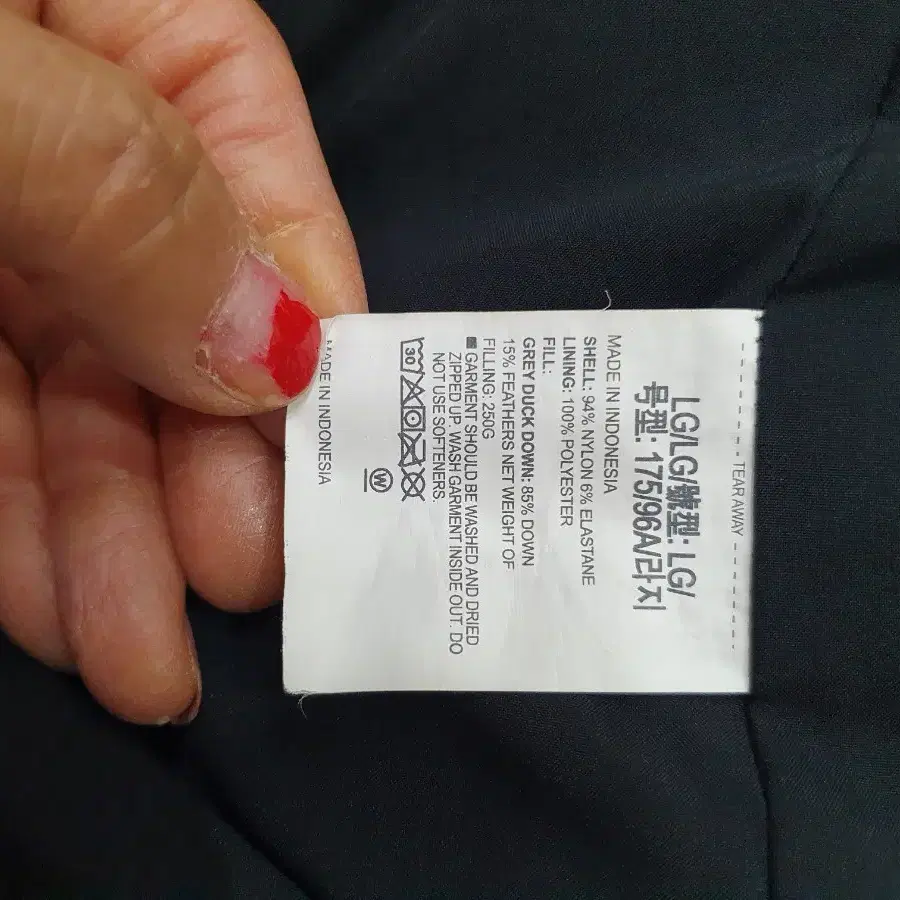 TEAR AWAY
LG/LG/號型: LG/
号型: 175/96A/라지
MADE IN INDONESIA
SHELL: 94% NYLON 6% ELASTANE
LINING: 100% POLYESTER
FILL:
GREY DUCK DOWN: 85% DOWN
15% FEATHERS NET WEIGHT OF
FILLING: 250G
GARMENT SHOULD BE WASHED AND DRIED
ZIPPED UP. WASH GARMENT INSIDE OUT. DO
NOT USE SOFTENERS.
30
W
MADE IN INDONESIA